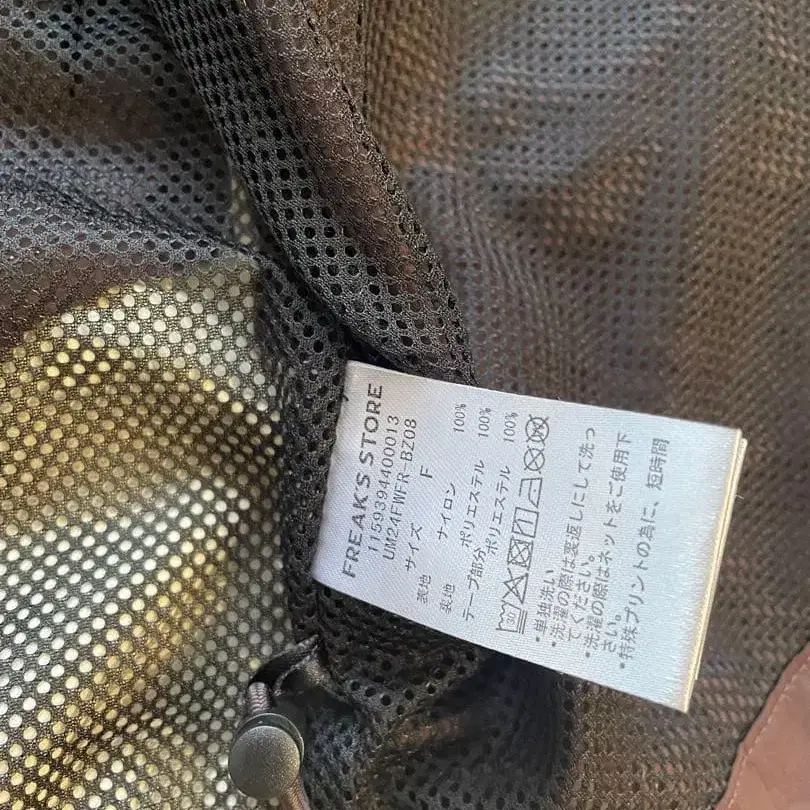 FREAK'S STORE
1159394400013
UM24FWFR-BZ08
サイズ F
表地 ナイロン 100%
裏地 ポリエステル 100%
テープ部分 ポリエステル 100%
30
・単独洗い
・洗濯の際は裏返しにして洗っ
てください。
・洗濯の際はネットをご使用下
さい。
・特殊プリントの為に、短時間